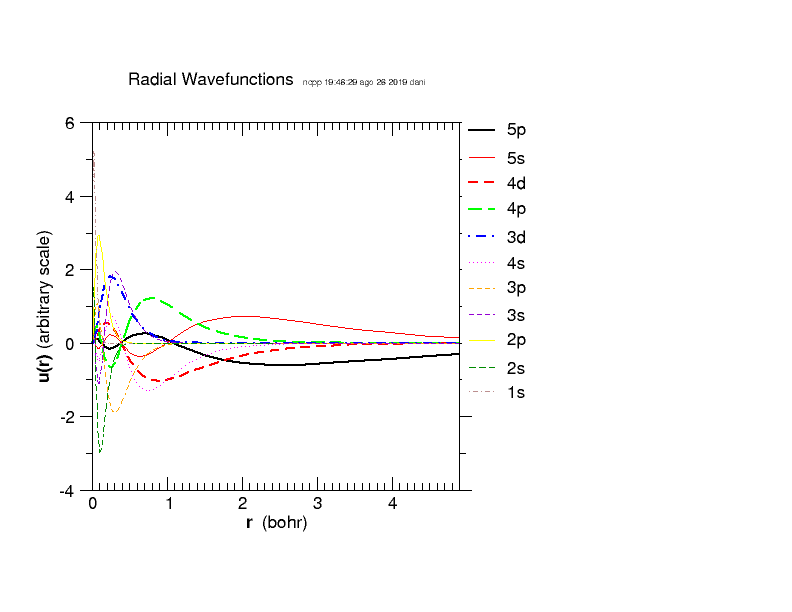 Radial Wavefunctions ncpp 19:46:29 ago 26 2019 dani
6
4
2
0
-2
-4
u(r) (arbitrary scale)
0 1 2 3 4
r (bohr)
5p
5s
4d
4p
3d
4s
3p
3s
2p
2s
1s